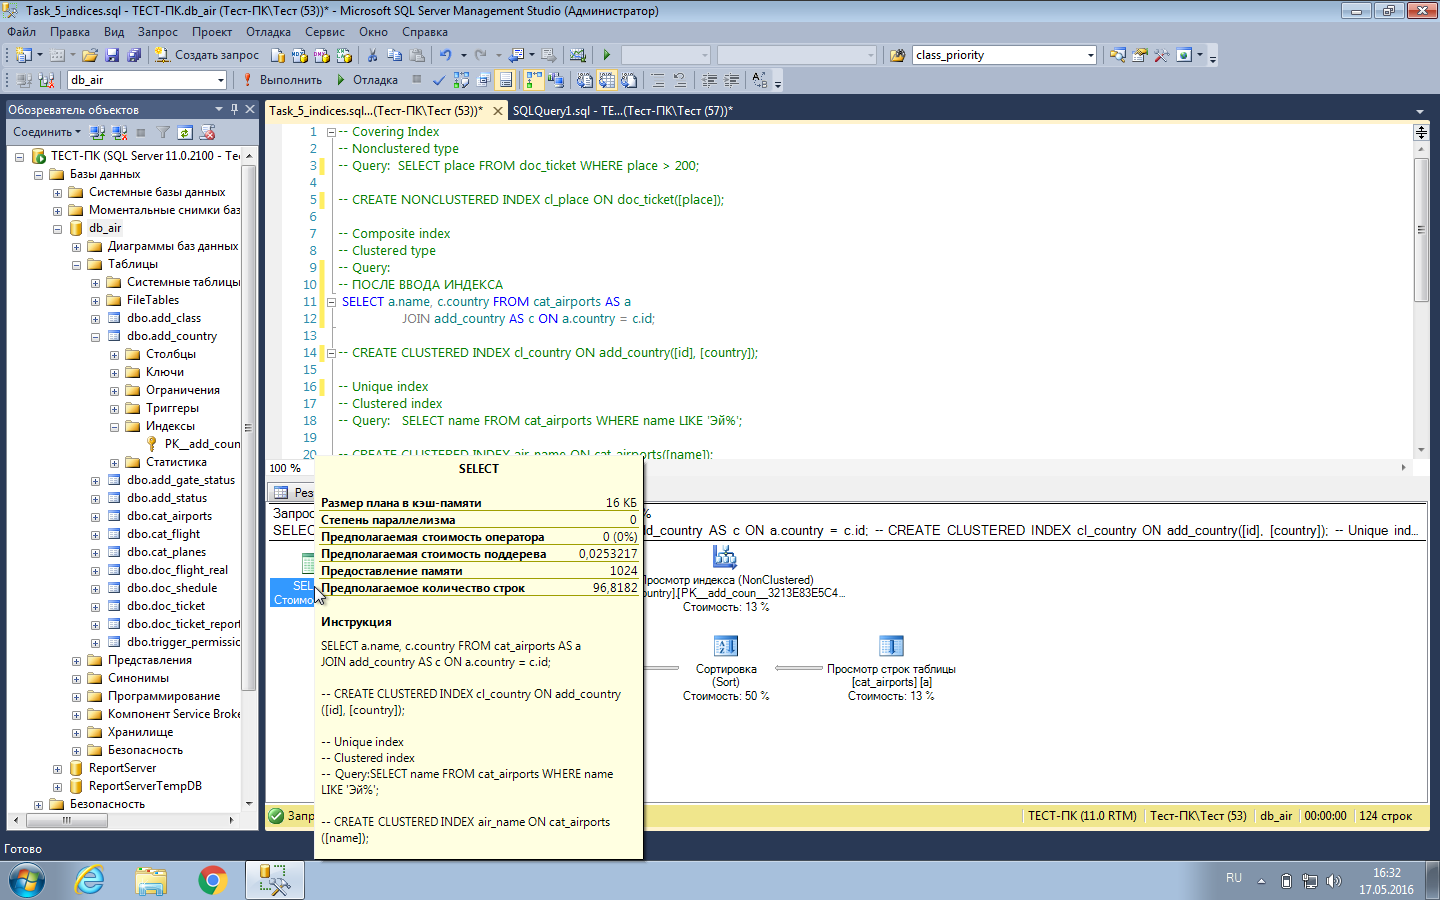 Task_5_indices.sql - ТЕСТ-ПК.db_air (Тест-ПК\Тест (53))* - Microsoft SQL Server Management Studio (Администратор)
Файл Правка Вид Запрос Проект Отладка Сервис Окно Справка
Создать запрос class_priority
db_air Выполнить Отладка
Обозреватель объектов
Соединить
ТЕСТ-ПК (SQL Server 11.0.2100 - Те
Базы данных
Системные базы данных
Моментальные снимки баз
db_air
Диаграммы баз данных
Таблицы
Системные таблицы
FileTables
dbo.add_class
dbo.add_country
Столбцы
Ключи
Ограничения
Триггеры
Индексы
PK__add_coun
Статистика
dbo.add_gate_status
dbo.add_status
dbo.cat_airports
dbo.cat_flight
dbo.cat_planes
dbo.doc_flight_real
dbo.doc_shedule
dbo.doc_ticket
dbo.doc_ticket_report
dbo.trigger_permissic
Представления
Синонимы
Программирование
Компонент Service Broke
Хранилище
Безопасность
ReportServer
ReportServerTempDB
Безопасность
Task_5_indices.sql...(Тест-ПК\Тест (53))* SQLQuery1.sql - ТЕ...(Тест-ПК\Тест (57))*
1 -- Covering Index
2 -- Nonclustered type
3 -- Query: SELECT place FROM doc_ticket WHERE place > 200;
4
5 -- CREATE NONCLUSTERED INDEX cl_place ON doc_ticket([place]);
6
7 -- Composite index
8 -- Clustered type
9 -- Query:
10 -- ПОСЛЕ ВВОДА ИНДЕКСА
11 SELECT a.name, c.country FROM cat_airports AS a
12 JOIN add_country AS c ON a.country = c.id;
13
14 -- CREATE CLUSTERED INDEX cl_country ON add_country([id], [country]);
15
16 -- Unique index
17 -- Clustered index
18 -- Query: SELECT name FROM cat_airports WHERE name LIKE 'Эй%';
19
20 -- CREATE CLUSTERED INDEX air_name ON cat_airports([name]);
100 %
Рез
Запрос %
SELEC dd_country AS c ON a.country = c.id; -- CREATE CLUSTERED INDEX cl_country ON add_country([id], [country]); -- Unique ind...
SEL
Стоимо
Просмотр индекса (NonClustered)
ountry].[PK__add_coun__3213E83E5C4...
Стоимость: 13 %
Сортировка
(Sort)
Стоимость: 50 %
Просмотр строк таблицы
[cat_airports] [a]
Стоимость: 13 %
SELECT
Размер плана в кэш-памяти 16 КБ
Степень параллелизма 0
Предполагаемая стоимость оператора 0 (0%)
Предполагаемая стоимость поддерева 0,0253217
Предоставление памяти 1024
Предполагаемое количество строк 96,8182
Инструкция
SELECT a.name, c.country FROM cat_airports AS a
JOIN add_country AS c ON a.country = c.id;
-- CREATE CLUSTERED INDEX cl_country ON add_country
([id], [country]);
-- Unique index
-- Clustered index
-- Query:SELECT name FROM cat_airports WHERE name
LIKE 'Эй%';
-- CREATE CLUSTERED INDEX air_name ON cat_airports
([name]);
Запр ТЕСТ-ПК (11.0 RTM) Тест-ПК\Тест (53) db_air 00:00:00 124 строк
Готово
RU 16:32
17.05.2016